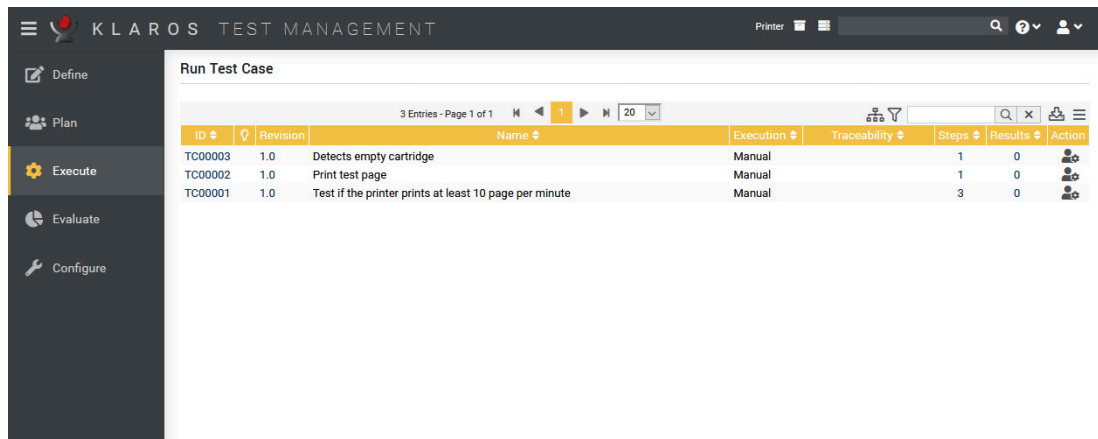 KLAROS TEST MANAGEMENT Printer
Define
Plan
Execute
Evaluate
Configure
Run Test Case
3 Entries - Page 1 of 1 1 20
ID Revision Name Execution Traceability Steps Results Action
TC00003 1.0 Detects empty cartridge Manual 1 0
TC00002 1.0 Print test page Manual 1 0
TC00001 1.0 Test if the printer prints at least 10 page per minute Manual 3 0